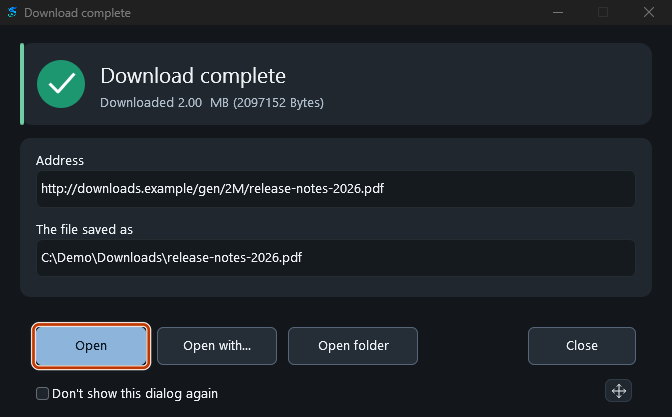 Download complete
Download complete
Downloaded 2.00  MB (2097152 Bytes)
Address
http://downloads.example/gen/2M/release-notes-2026.pdf
The file saved as
C:\Demo\Downloads\release-notes-2026.pdf
Open
Open with...
Open folder
Close
Don't show this dialog again